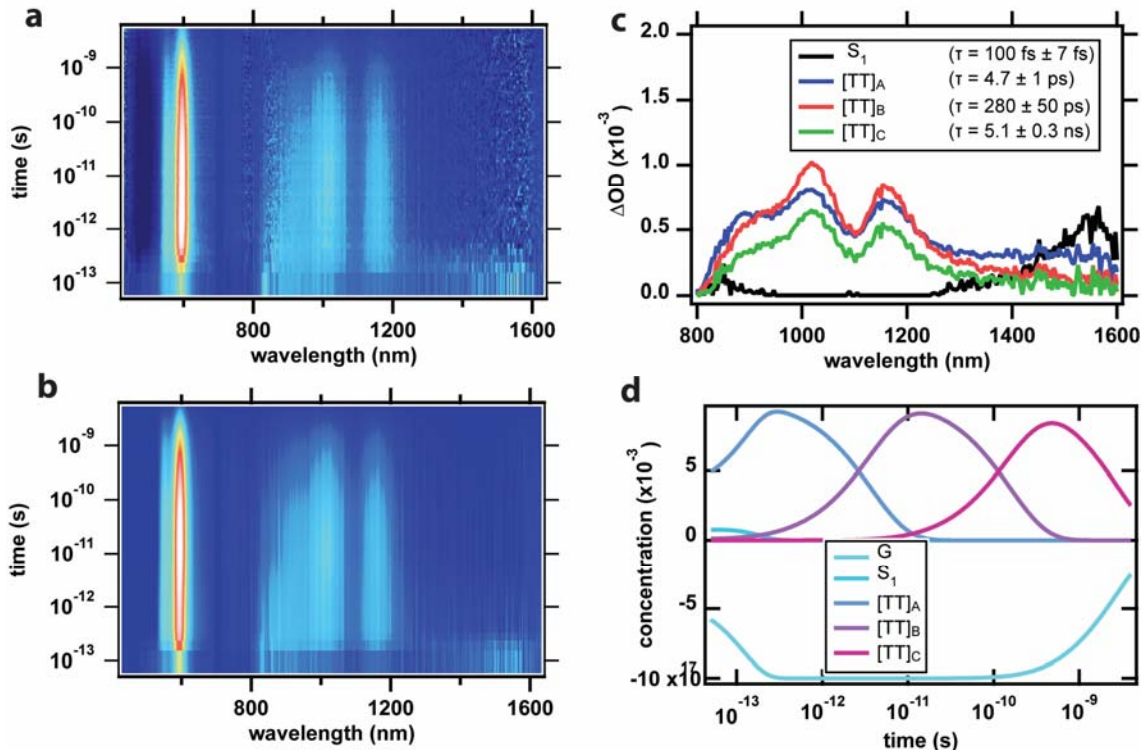 a
10⁻⁹
10⁻¹⁰
10⁻¹¹
10⁻¹²
10⁻¹³
time (s)
800
1200
1600
wavelength (nm)
b
10⁻⁹
10⁻¹⁰
10⁻¹¹
10⁻¹²
10⁻¹³
time (s)
800
1200
1600
wavelength (nm)
c
2.0
1.5
1.0
0.5
0.0
ΔOD (x10⁻³)
S₁ (τ = 100 fs ± 7 fs)
[TT]A (τ = 4.7 ± 1 ps)
[TT]B (τ = 280 ± 50 ps)
[TT]C (τ = 5.1 ± 0.3 ns)
800
1000
1200
1400
1600
wavelength (nm)
d
5
0
-5
-10
concentration (x10⁻³)
G
S₁
[TT]A
[TT]B
[TT]C
10⁻¹³
10⁻¹²
10⁻¹¹
10⁻¹⁰
10⁻⁹
time (s)